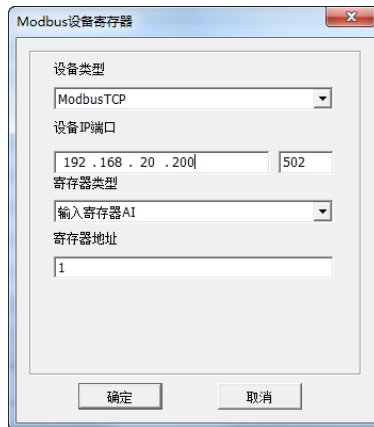 Modbus设备寄存器
设备类型
ModbusTCP
设备IP端口
192 . 168 . 20 . 200 502
寄存器类型
输入寄存器AI
寄存器地址
1
确定 取消